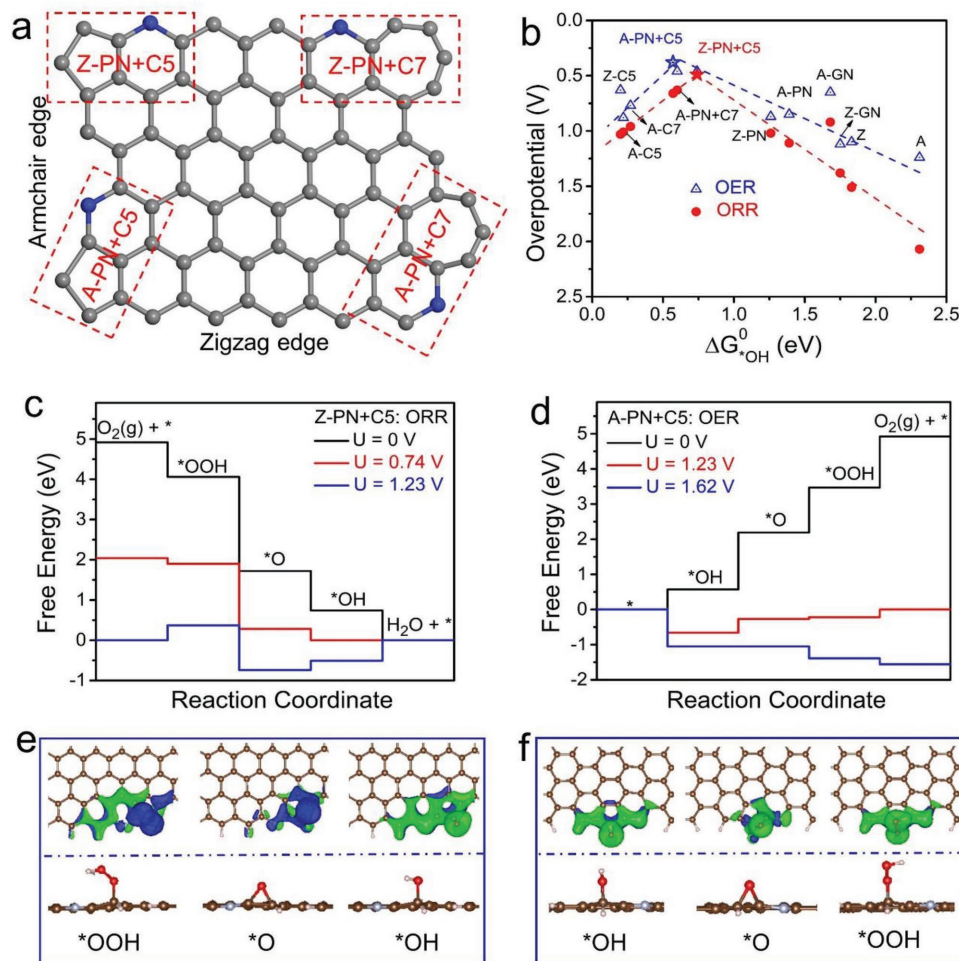 a
Z-PN+C5
Z-PN+C7
Armchair edge
A-PN+C5
A-PN+C7
Zigzag edge
b
Overpotential (V)
0.0
0.5
1.0
1.5
2.0
2.5
A-PN+C5
Z-PN+C5
Z-C5
A-GN
A-PN
A-C7
A-PN+C7
Z-GN
A-C5
Z-PN
Z
A
OER
ORR
0.0 0.5 1.0 1.5 2.0 2.5
ΔG⁰*OH (eV)
c
Free Energy (eV)
5
4
3
2
1
0
-1
O₂(g) + *
*OOH
*O
*OH
H₂O + *
Z-PN+C5: ORR
U = 0 V
U = 0.74 V
U = 1.23 V
Reaction Coordinate
d
Free Energy (eV)
5
4
3
2
1
0
-1
-2
A-PN+C5: OER
U = 0 V
U = 1.23 V
U = 1.62 V
*
*OH
*O
*OOH
O₂(g) + *
Reaction Coordinate
e
*OOH *O *OH
f
*OH *O *OOH